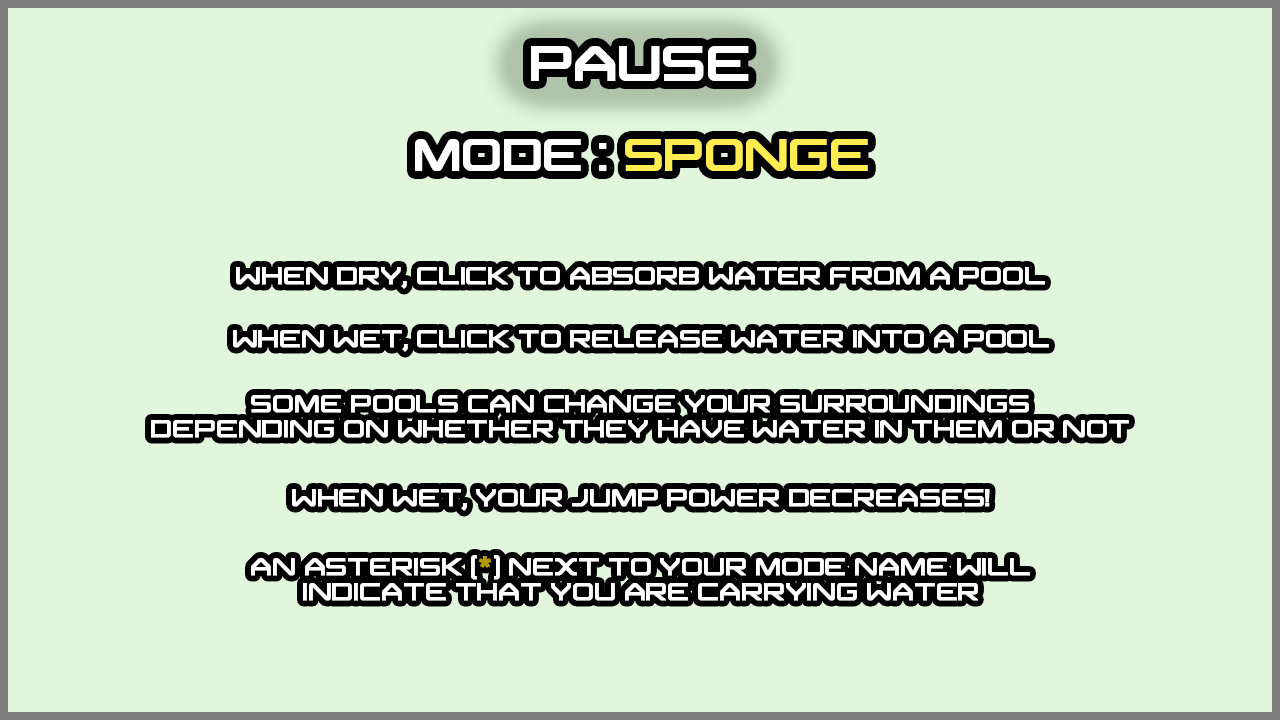 PAUSE
MODE : SPONGE
WHEN DRY, CLICK TO ABSORB WATER FROM A POOL
WHEN WET, CLICK TO RELEASE WATER INTO A POOL
SOME POOLS CAN CHANGE YOUR SURROUNDINGS
DEPENDING ON WHETHER THEY HAVE WATER IN THEM OR NOT
WHEN WET, YOUR JUMP POWER DECREASES!
AN ASTERISK (*) NEXT TO YOUR MODE NAME WILL
INDICATE THAT YOU ARE CARRYING WATER